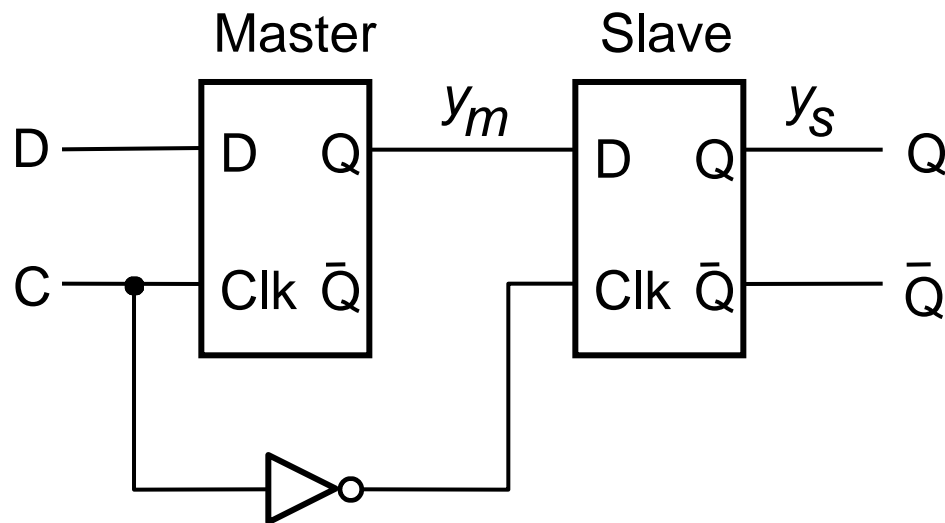 Master Slave
y_m y_s
D D Q D Q Q
C Clk Q̄ Clk Q̄ Q̄